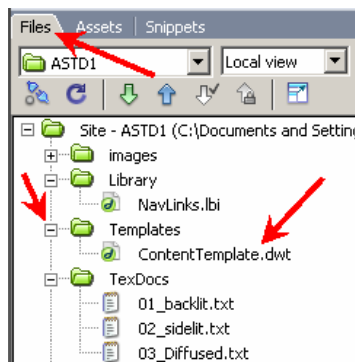 Files Assets Snippets
ASTD1 Local view
Site - ASTD1 (C:\Documents and Setting
images
Library
NavLinks.lbi
Templates
ContentTemplate.dwt
TexDocs
01_backlit.txt
02_sidelit.txt
03_Diffused.txt